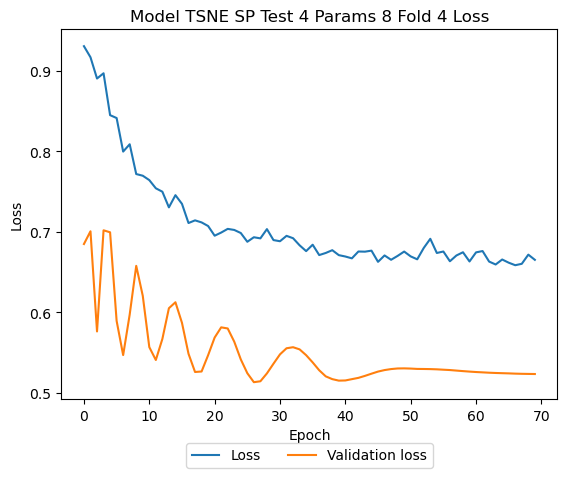 Model TSNE SP Test 4 Params 8 Fold 4 Loss
Loss
0.9
0.8
0.7
0.6
0.5
0 10 20 30 40 50 60 70
Epoch
Loss Validation loss